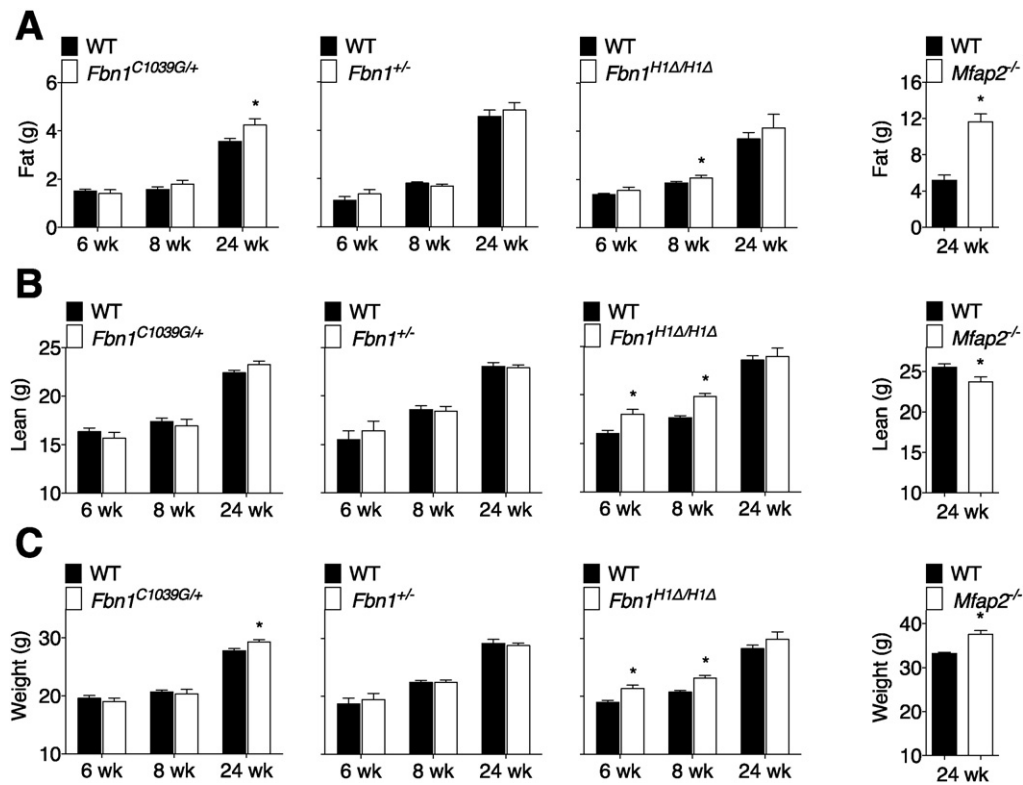 A
WT WT WT WT
Fbn1C1039G/+ Fbn1+/- Fbn1H1Δ/H1Δ Mfap2-/-
Fat (g)
6
4
2
0
* *
6 wk 8 wk 24 wk 6 wk 8 wk 24 wk 6 wk 8 wk 24 wk
Fat (g)
16
12
8
4
0
*
24 wk
B
WT WT WT WT
Fbn1C1039G/+ Fbn1+/- Fbn1H1Δ/H1Δ Mfap2-/-
Lean (g)
25
20
15
10
* *
6 wk 8 wk 24 wk 6 wk 8 wk 24 wk 6 wk 8 wk 24 wk
Lean (g)
25
20
15
10
*
24 wk
C
WT WT WT WT
Fbn1C1039G/+ Fbn1+/- Fbn1H1Δ/H1Δ Mfap2-/-
Weight (g)
30
20
10
* * *
6 wk 8 wk 24 wk 6 wk 8 wk 24 wk 6 wk 8 wk 24 wk
Weight (g)
40
30
20
10
*
24 wk